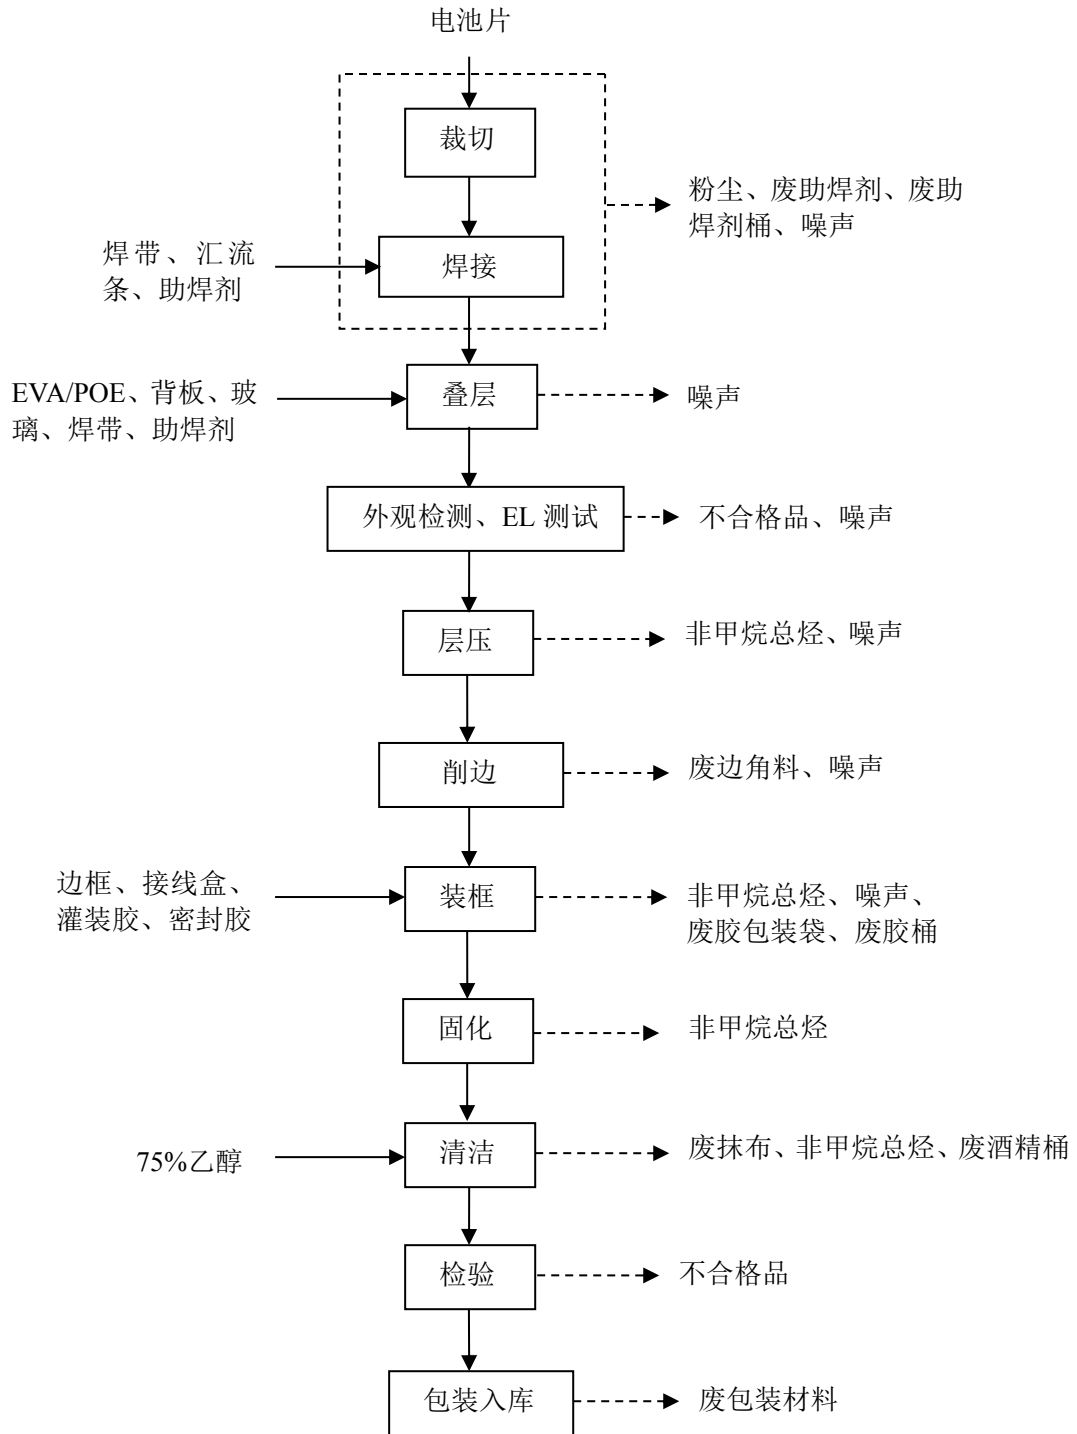 电池片
裁切
粉尘、废助焊剂、废助
焊剂桶、噪声
焊带、汇流
条、助焊剂
焊接
EVA/POE、背板、玻
璃、焊带、助焊剂
叠层
噪声
外观检测、EL 测试
不合格品、噪声
层压
非甲烷总烃、噪声
削边
废边角料、噪声
边框、接线盒、
灌装胶、密封胶
装框
非甲烷总烃、噪声、
废胶包装袋、废胶桶
固化
非甲烷总烃
75%乙醇
清洁
废抹布、非甲烷总烃、废酒精桶
检验
不合格品
包装入库
废包装材料